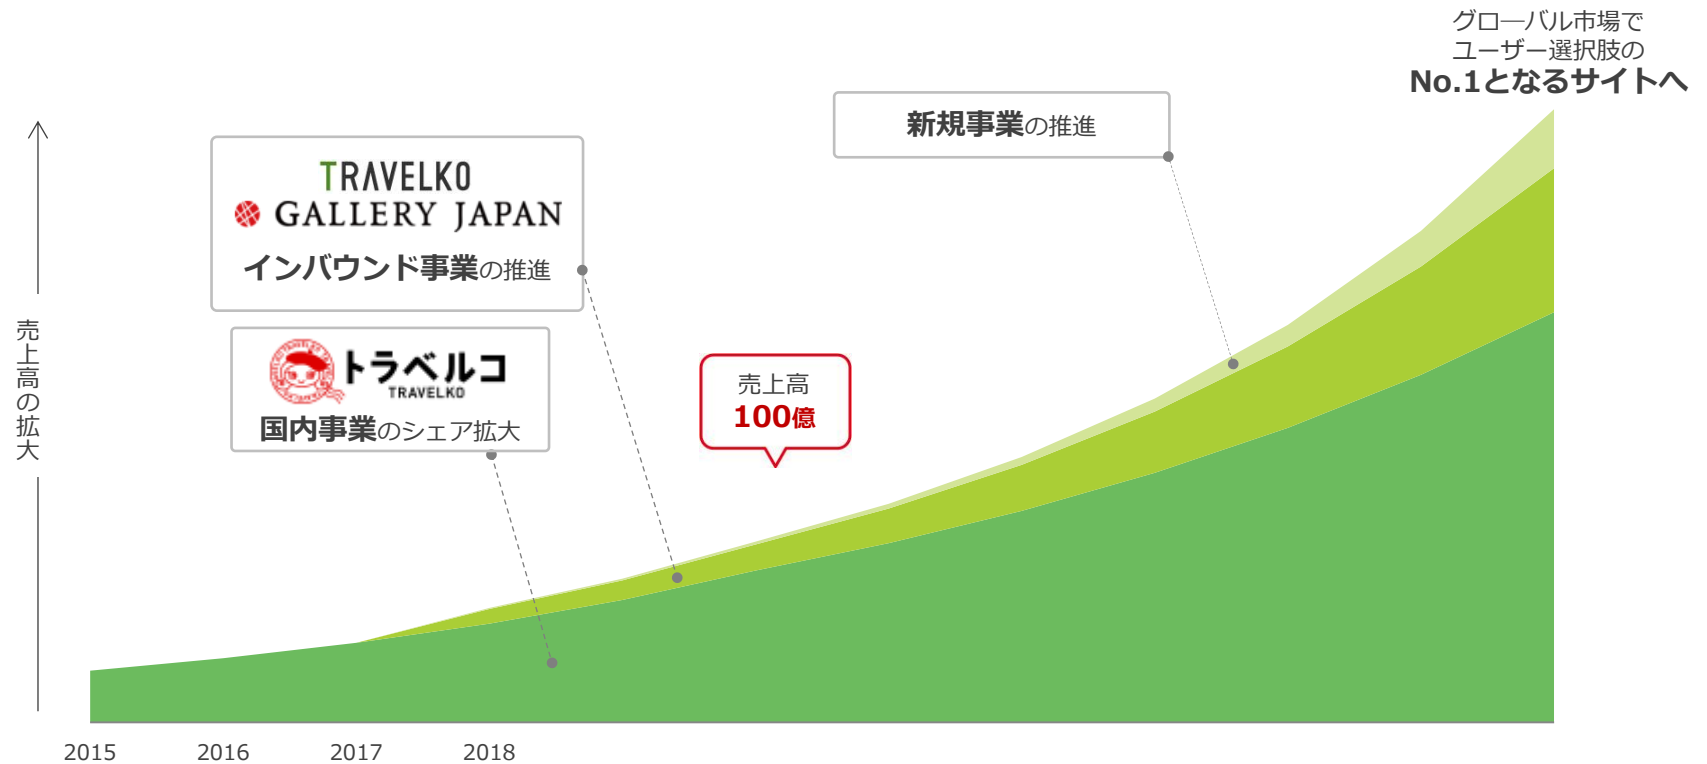 グローバル市場で
ユーザー選択肢の
No.1となるサイトへ
新規事業の推進
TRAVELKO
GALLERY JAPAN
インバウンド事業の推進
トラベルコ
TRAVELKO
国内事業のシェア拡大
売上高
100億
売上高の拡大
2015 2016 2017 2018